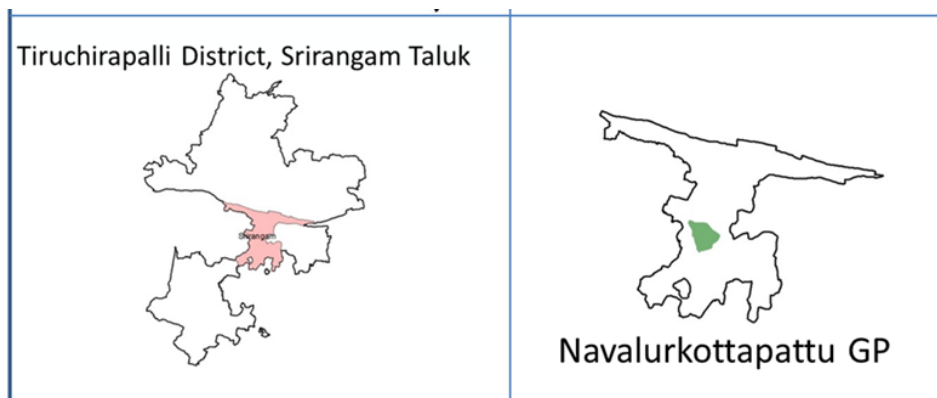 Tiruchirapalli District, Srirangam Taluk
Srirangam
Navalurkottapattu GP